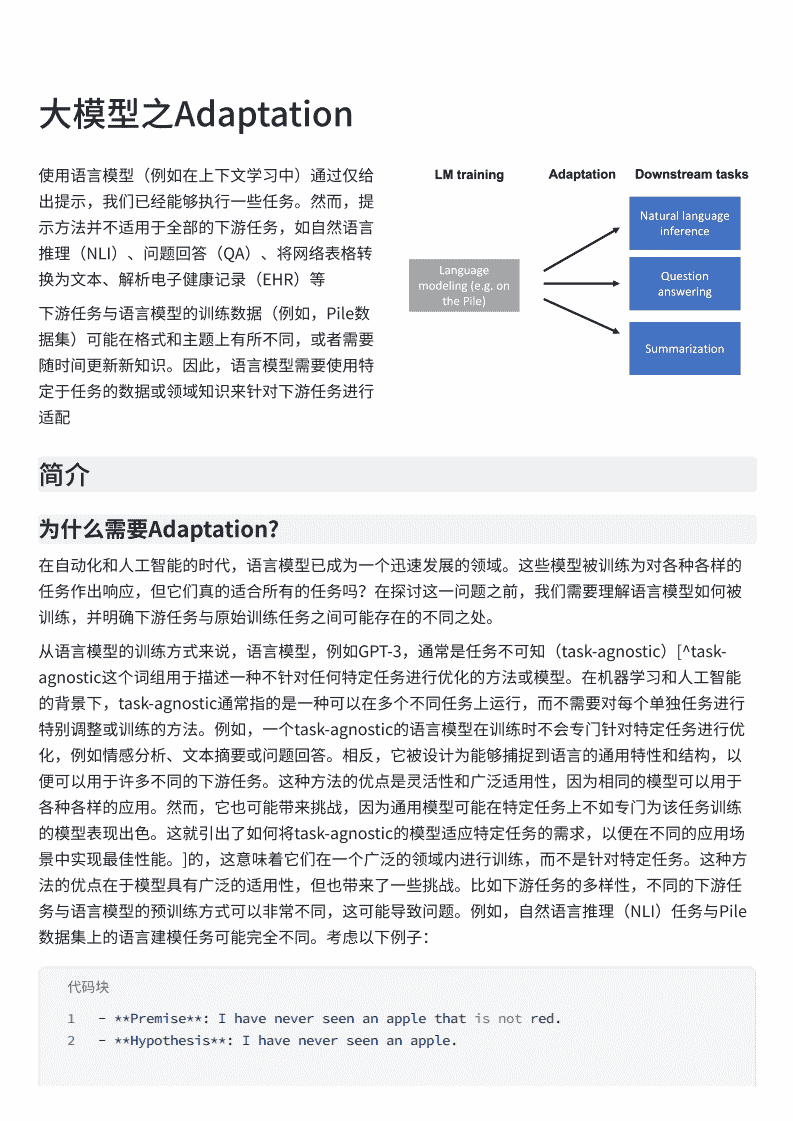 大模型之Adaptation
使用语言模型（例如在上下文学习中）通过仅给
出提示，我们已经能够执行一些任务。然而，提
示方法并不适用于全部的下游任务，如自然语言
推理（NLI）、问题回答（QA）、将网络表格转
换为文本、解析电子健康记录（EHR）等
下游任务与语言模型的训练数据（例如，Pile数
据集）可能在格式和主题上有所不同，或者需要
随时间更新新知识。因此，语言模型需要使用特
定于任务的数据或领域知识来针对下游任务进行
适配
LM training
Adaptation
Downstream tasks
Language
modeling (e.g. on
the Pile)
Natural language
inference
Question
answering
Summarization
简介
为什么需要Adaptation?
在自动化和人工智能的时代，语言模型已成为一个迅速发展的领域。这些模型被训练为对各种各样的
任务作出响应，但它们真的适合所有的任务吗？在探讨这一问题之前，我们需要理解语言模型如何被
训练，并明确下游任务与原始训练任务之间可能存在的不同之处。
从语言模型的训练方式来说，语言模型，例如GPT-3，通常是任务不可知（task-agnostic）[^task-
agnostic这个词组用于描述一种不针对任何特定任务进行优化的方法或模型。在机器学习和人工智能
的背景下，task-agnostic通常指的是一种可以在多个不同任务上运行，而不需要对每个单独任务进行
特别调整或训练的方法。例如，一个task-agnostic的语言模型在训练时不会专门针对特定任务进行优
化，例如情感分析、文本摘要或问题回答。相反，它被设计为能够捕捉到语言的通用特性和结构，以
便可以用于许多不同的下游任务。这种方法的优点是灵活性和广泛适用性，因为相同的模型可以用于
各种各样的应用。然而，它也可能带来挑战，因为通用模型可能在特定任务上不如专门为该任务训练
的模型表现出色。这就引出了如何将task-agnostic的模型适应特定任务的需求，以便在不同的应用场
景中实现最佳性能。]的，这意味着它们在一个广泛的领域内进行训练，而不是针对特定任务。这种方
法的优点在于模型具有广泛的适用性，但也带来了一些挑战。比如下游任务的多样性，不同的下游任
务与语言模型的预训练方式可以非常不同，这可能导致问题。例如，自然语言推理（NLI）任务与Pile
数据集上的语言建模任务可能完全不同。考虑以下例子：
代码块
1 - **Premise**: I have never seen an apple that is not red.
2 - **Hypothesis**: I have never seen an apple.